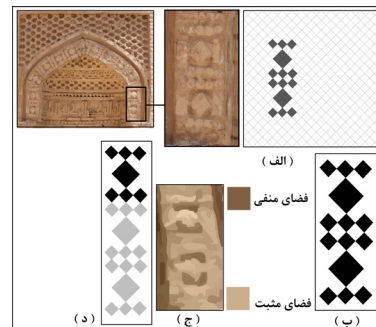 ( الف )
فضای منفی
فضای مثبت
( ب )
( ج )
( د )